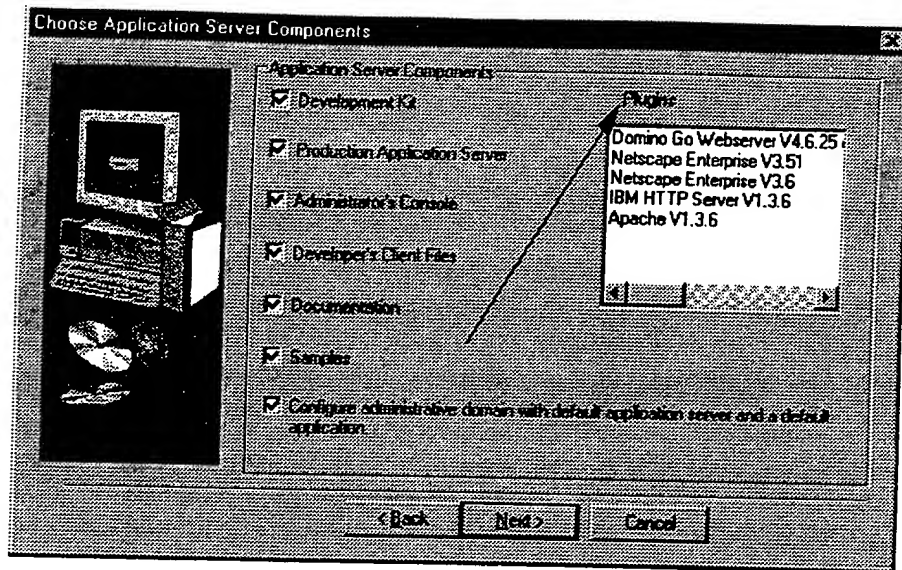 Choose Application Server Components
Application Server Components
Development Kit
Production Application Server
Administrator's Console
Developer's Client Files
Documentation
Samples
Configure administrative domain with default application server and a default
application.
Plugins
Domino Go Webserver V4.6.25
Netscape Enterprise V3.51
Netscape Enterprise V3.6
IBM HTTP Server V1.3.6
Apache V1.3.6
< Back
Next >
Cancel